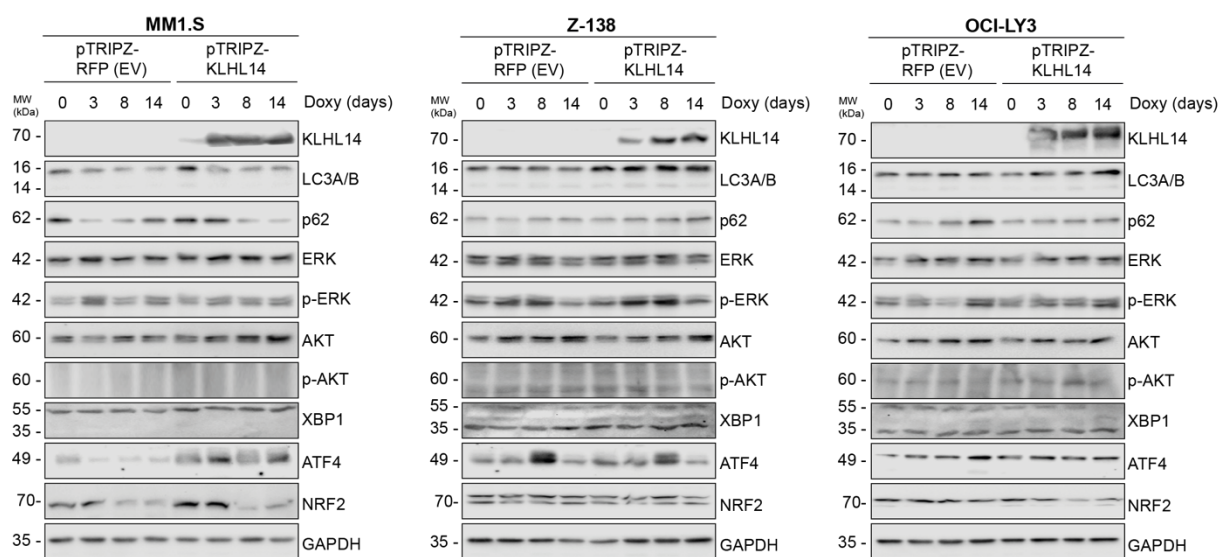 MM1.S
pTRIPZ-
RFP (EV)
pTRIPZ-
KLHL14
MW
(kDa)
0 3 8 14 0 3 8 14 Doxy (days)
70 - KLHL14
16 -
14 - LC3A/B
62 - p62
42 - ERK
42 - p-ERK
60 - AKT
60 - p-AKT
55 -
35 - XBP1
49 - ATF4
70- NRF2
35 - GAPDH
Z-138
pTRIPZ-
RFP (EV)
pTRIPZ-
KLHL14
MW
(kDa)
0 3 8 14 0 3 8 14 Doxy (days)
70 - KLHL14
16 -
14 - LC3A/B
62 - p62
42 - ERK
42 - p-ERK
60 - AKT
60 - p-AKT
55 -
35 - XBP1
49 - ATF4
70- NRF2
35 - GAPDH
OCI-LY3
pTRIPZ-
RFP (EV)
pTRIPZ-
KLHL14
MW
(kDa)
0 3 8 14 0 3 8 14 Doxy (days)
70 - KLHL14
16 -
14 - LC3A/B
62 - p62
42 - ERK
42 - p-ERK
60 - AKT
60 - p-AKT
55 -
35 - XBP1
49 - ATF4
70- NRF2
35 - GAPDH